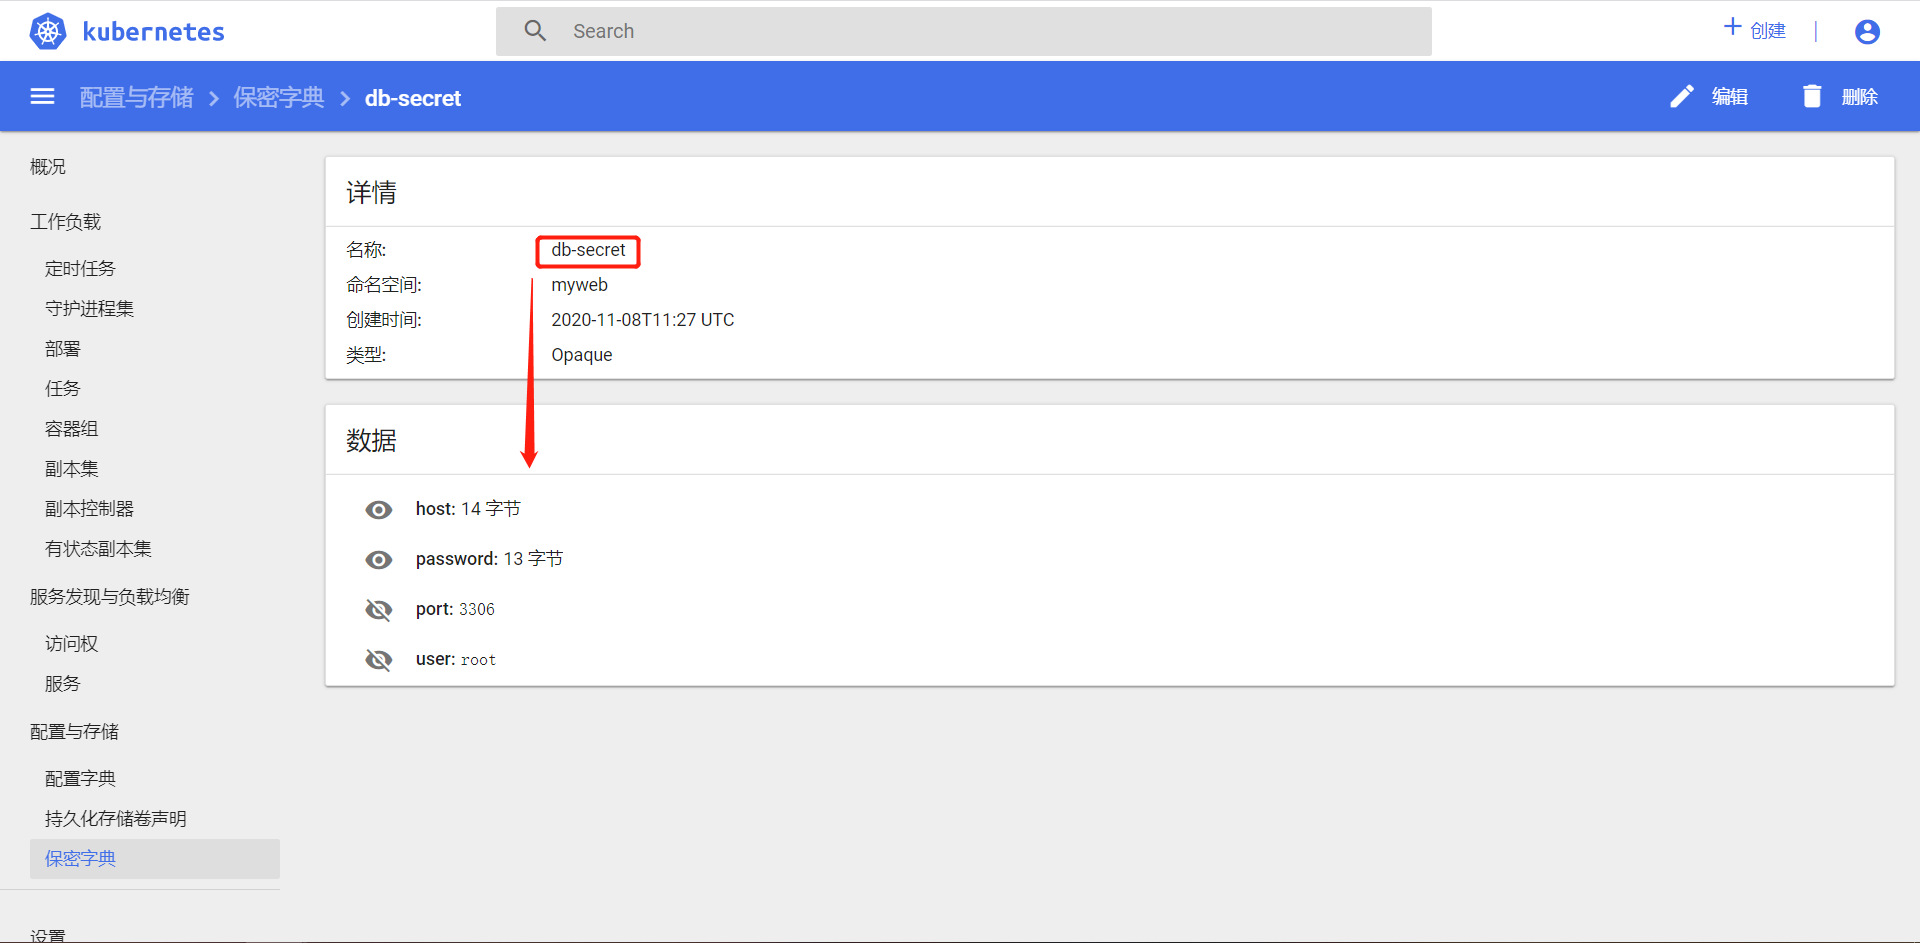 kubernetes
Search
创建
配置与存储 保密字典 db-secret
编辑 删除
概况
工作负载
定时任务
守护进程集
部署
任务
容器组
副本集
副本控制器
有状态副本集
服务发现与负载均衡
访问权
服务
配置与存储
配置字典
持久化存储卷声明
保密字典
设置
详情
名称: db-secret
命名空间: myweb
创建时间: 2020-11-08T11:27 UTC
类型: Opaque
数据
host: 14 字节
password: 13 字节
port: 3306
user: root